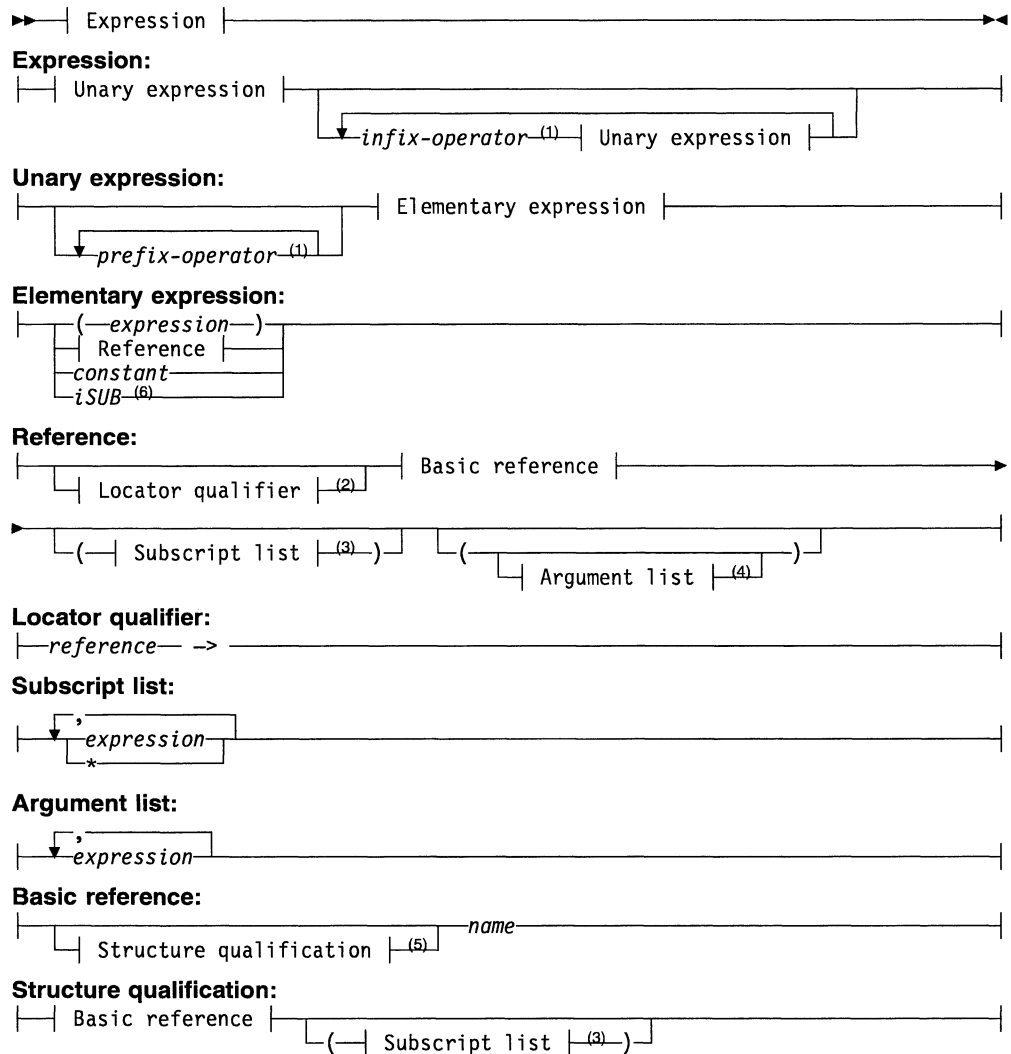 Expression
Expression:
Unary expression
infix-operator (1) Unary expression
Unary expression:
Elementary expression
prefix-operator (1)
Elementary expression:
( expression )
Reference
constant
iSUB (6)
Reference:
Basic reference
Locator qualifier (2)
( Subscript list (3) ) ( )
Argument list (4)
Locator qualifier:
reference —>
Subscript list:
,
expression
*
Argument list:
,
expression
Basic reference:
name
Structure qualification (5)
Structure qualification:
Basic reference
( Subscript list (3) )